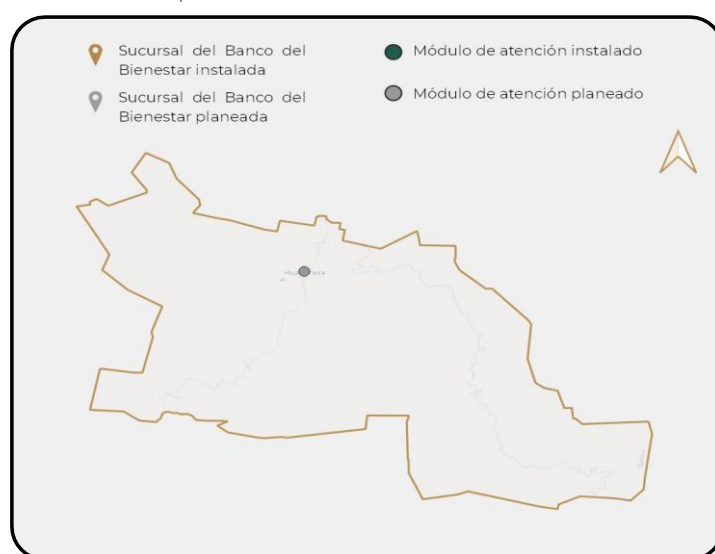 Sucursal del Banco del
Bienestar instalada
Sucursal del Banco del
Bienestar planeada
Módulo de atención instalado
Módulo de atención planeado